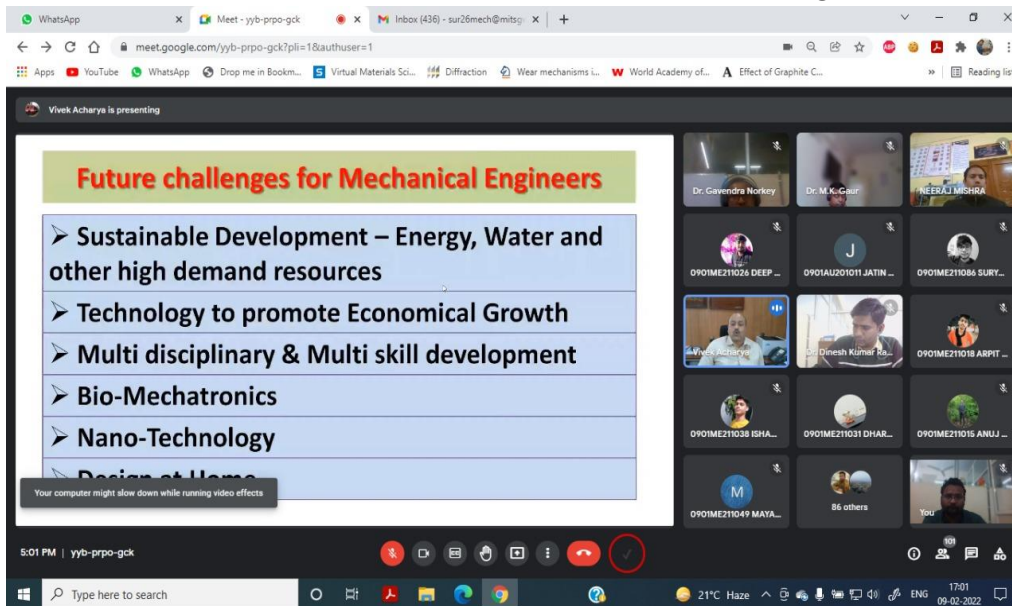 WhatsApp
Meet - yyb-prpo-gck
Inbox (436) - sur26mech@mitsg
meet.google.com/yyb-prpo-gck?pli=1&authuser=1
Apps YouTube WhatsApp Drop me in Bookm... Virtual Materials Sci... Diffraction Wear mechanisms i... World Academy of... Effect of Graphite C... » Reading lis
Vivek Acharya is presenting
Future challenges for Mechanical Engineers
➢ Sustainable Development – Energy, Water and
other high demand resources
➢ Technology to promote Economical Growth
➢ Multi disciplinary & Multi skill development
➢ Bio-Mechatronics
➢ Nano-Technology
➢ Design at Home
Your computer might slow down while running video effects
Dr. Gavendra Norkey
Dr. M.K. Gaur
NEERAJ MISHRA
0901ME211026 DEEP ...
0901AU201011 JATIN ...
J
0901ME211086 SURY...
Vivek Acharya
Dr. Dinesh Kumar Ra...
0901ME211018 ARPIT ...
0901ME211038 ISHA...
0901ME211031 DHAR...
0901ME211015 ANUJ ...
M
0901ME211049 MAYA...
86 others
You
5:01 PM | yyb-prpo-gck
101
Type here to search
21°C Haze
ENG
17:01
09-02-2022